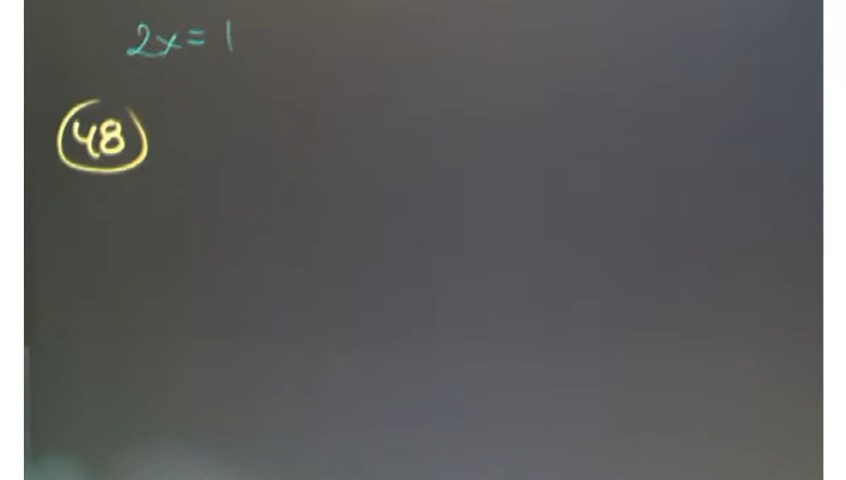 2x = 1
48